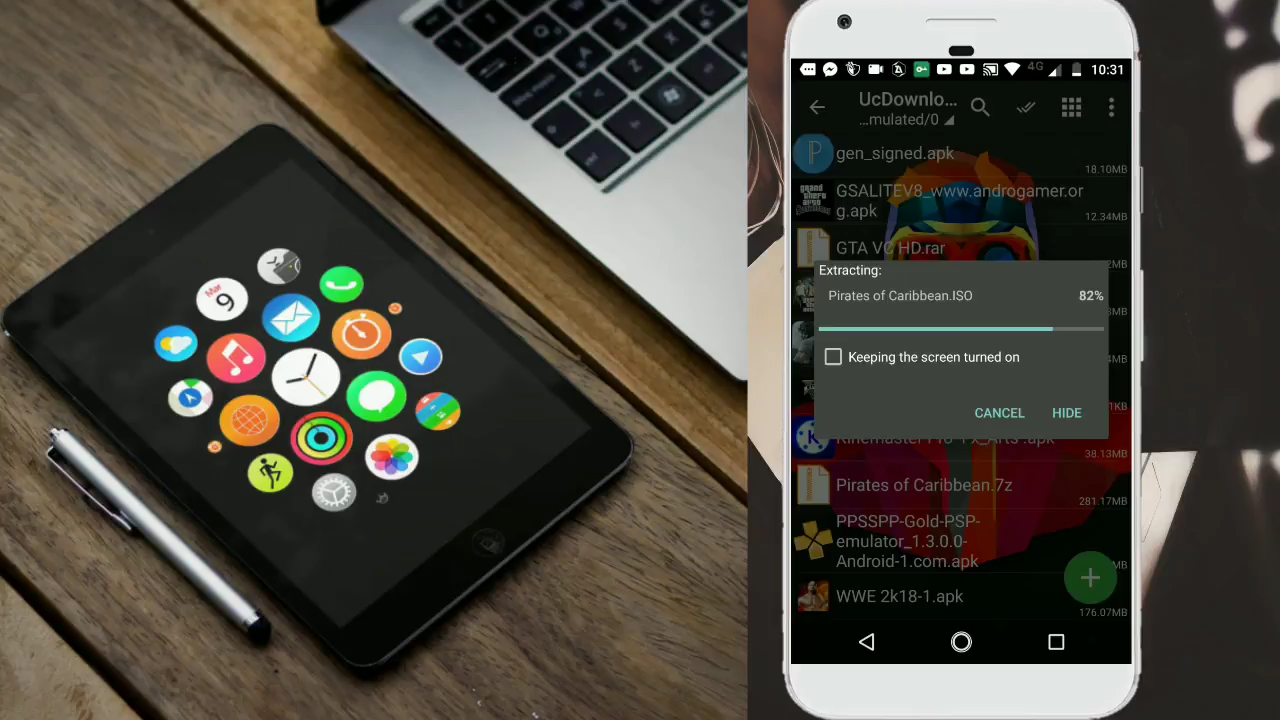 Mar
9
4G
10:31
UcDownlo...
...mulated/0
gen_signed.apk
18.10MB
GSALITEV8_www.androgamer.or
g.apk
12.34MB
GTA VC HD.rar
Extracting:
Pirates of Caribbean.ISO
82%
Keeping the screen turned on
CANCEL
HIDE
38.13MB
Pirates of Caribbean.7z
281.17MB
PPSSPP-Gold-PSP-
emulator_1.3.0.0-
Android-1.com.apk
WWE 2k18-1.apk
176.07MB